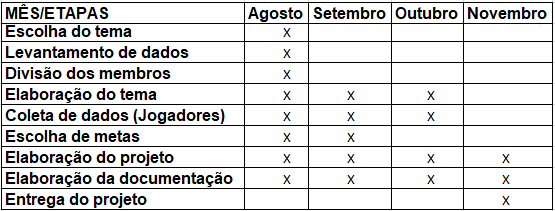 MÊS/ETAPAS Agosto Setembro Outubro Novembro
Escolha do tema x
Levantamento de dados x
Divisão dos membros x
Elaboração do tema x x x
Coleta de dados (Jogadores) x x x
Escolha de metas x x
Elaboração do projeto x x x x
Elaboração da documentação x x x x
Entrega do projeto x